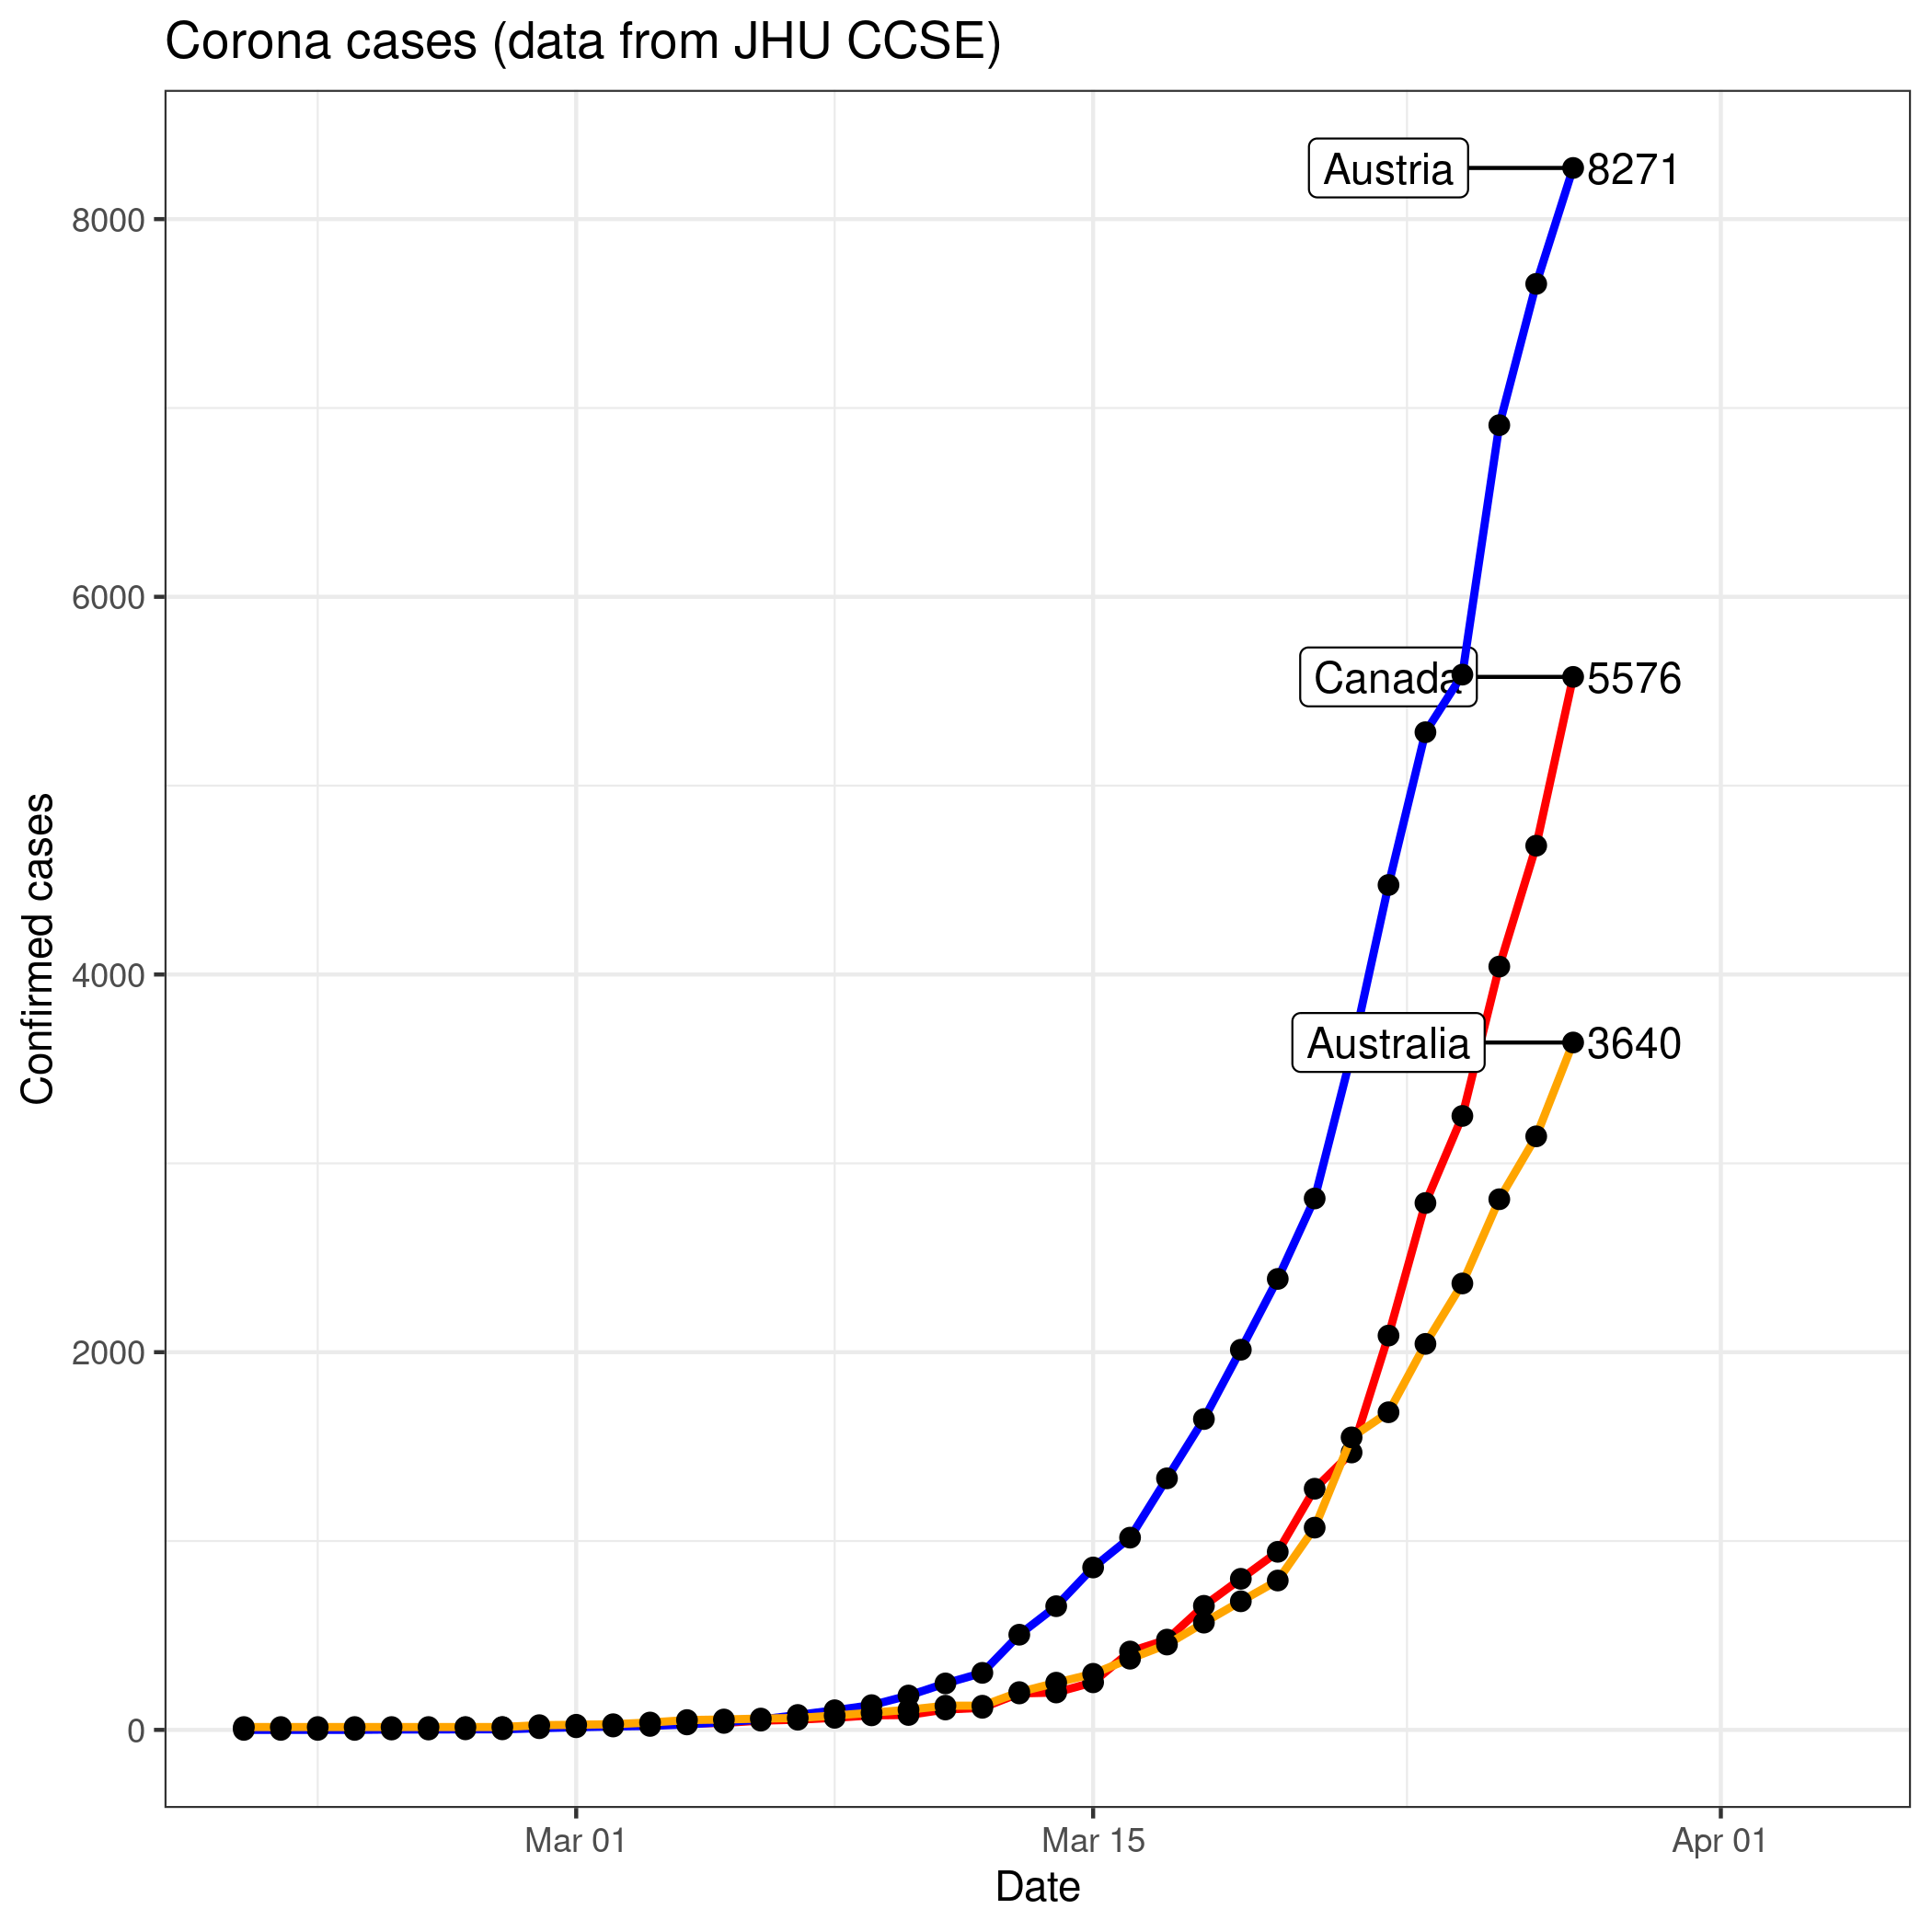 Corona cases (data from JHU CCSE)
Austria 8271
8000
6000
Canada 5576
Confirmed cases
4000
Australia 3640
2000
0
Mar 01 Mar 15 Apr 01
Date